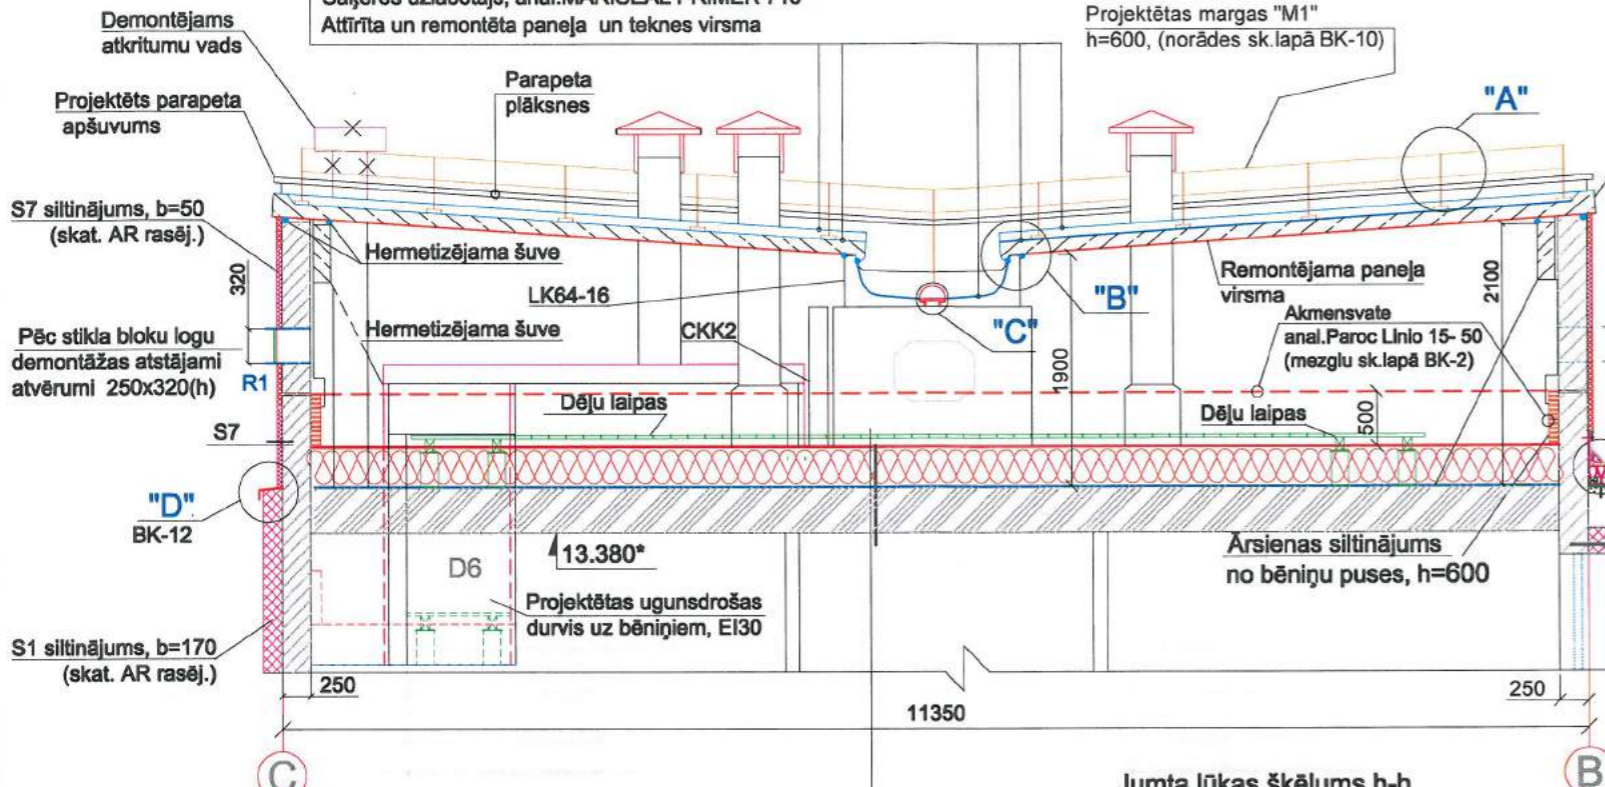 Attīrīta un remontēta paneļa un teknes virsma
Demontējams
atkritumu vads
Projektētas margas "M1"
h=600, (norādes sk.lapā BK-10)
Parapeta
plāksnes
Projektēts parapeta
apšuvums
"A"
S7 siltinājums, b=50
(skat. AR rasēj.)
Hermetizējama šuve
LK64-16
"B"
Remontējama paneļa
virsma
320
2100
Hermetizējama šuve
CKK2
"C"
Akmensvate
anal.Paroc Linio 15- 50
(mezglu sk.lapā BK-2)
Pēc stikla bloku logu
demontāžas atstājami
atvērumi 250x320(h)
R1
1900
Dēļu laipas
Dēļu laipas
500
S7
"D"
BK-12
13.380*
D6
Ārsienas siltinājums
no bēniņu puses, h=600
Projektētas ugunsdrošas
durvis uz bēniņiem, EI30
S1 siltinājums, b=170
(skat. AR rasēj.)
250
250
11350
C
B
Jumta lūkas šķēlums b-b